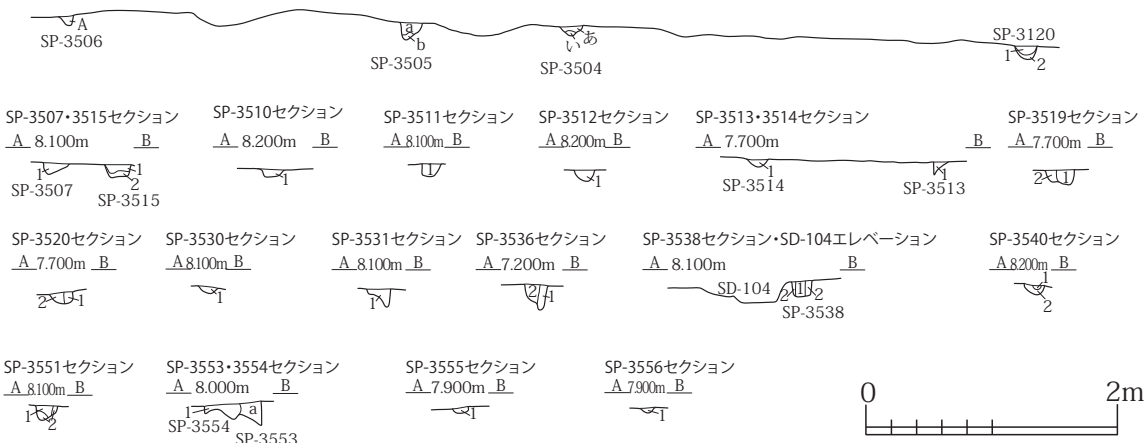 A
SP-3506
a
b
SP-3505
い あ
SP-3504
SP-3120
1 2
SP-3507・3515セクション
A 8.100m B
1 1
SP-3507 2
SP-3515
SP-3510セクション
A 8.200m B
1
SP-3511セクション
A 8.100m B
1
SP-3512セクション
A 8.200m B
1
SP-3513・3514セクション
A 7.700m B
1 1
SP-3514 SP-3513
SP-3519セクション
A 7.700m B
2 1
SP-3520セクション
A 7.700m B
2 1
SP-3530セクション
A 8.100m B
1
SP-3531セクション
A 8.100m B
1
SP-3536セクション
A 7.200m B
2 1
SP-3538セクション・SD-104エレベーション
A 8.100m B
SD-104 2 1 2
SP-3538
SP-3540セクション
A 8.200m B
1
2
SP-3551セクション
A 8.100m B
1 2
SP-3553・3554セクション
A 8.000m B
1 a
SP-3554
SP-3553
SP-3555セクション
A 7.900m B
1
SP-3556セクション
A 7.900m B
1
0 2m